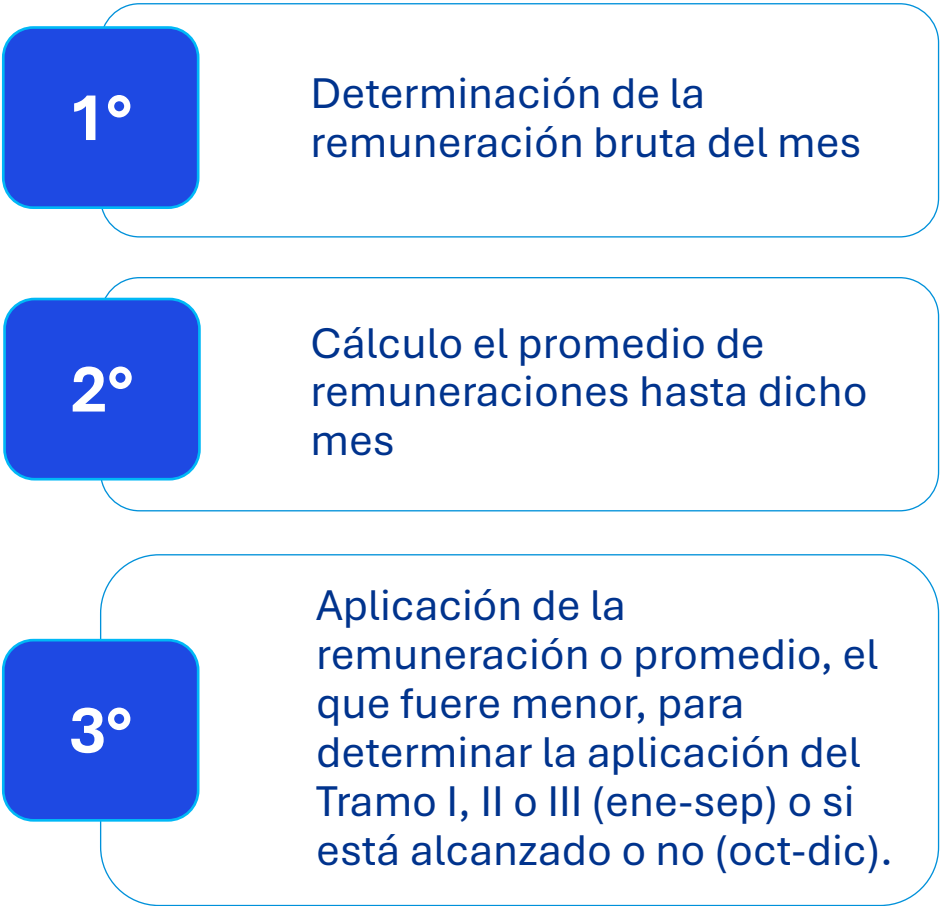 1°
Determinación de la
remuneración bruta del mes
2°
Cálculo el promedio de
remuneraciones hasta dicho
mes
3°
Aplicación de la
remuneración o promedio, el
que fuere menor, para
determinar la aplicación del
Tramo I, II o III (ene-sep) o si
está alcanzado o no (oct-dic).